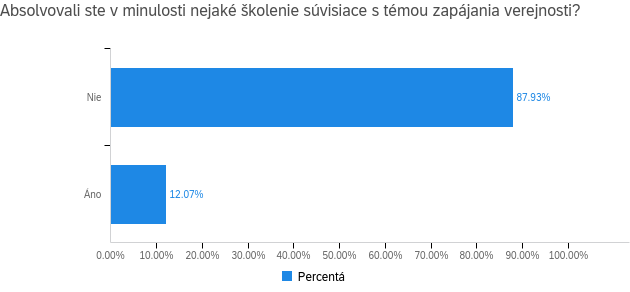 Absolvovali ste v minulosti nejaké školenie súvisiace s témou zapájania verejnosti?
Nie
87.93%
Áno
12.07%
0.00% 10.00% 20.00% 30.00% 40.00% 50.00% 60.00% 70.00% 80.00% 90.00% 100.00%
Percentá